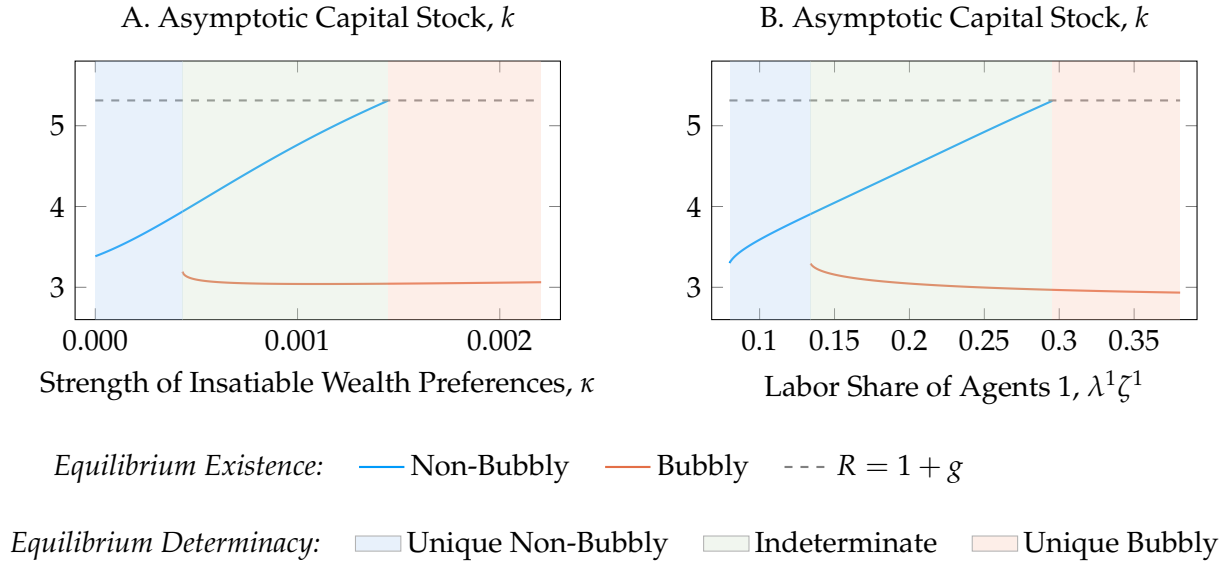 A. Asymptotic Capital Stock, k
B. Asymptotic Capital Stock, k
5
4
3
0.000 0.001 0.002
Strength of Insatiable Wealth Preferences, κ
5
4
3
0.1 0.15 0.2 0.25 0.3 0.35
Labor Share of Agents 1, λ¹ζ¹
Equilibrium Existence: Non-Bubbly Bubbly R = 1 + g
Equilibrium Determinacy: Unique Non-Bubbly Indeterminate Unique Bubbly